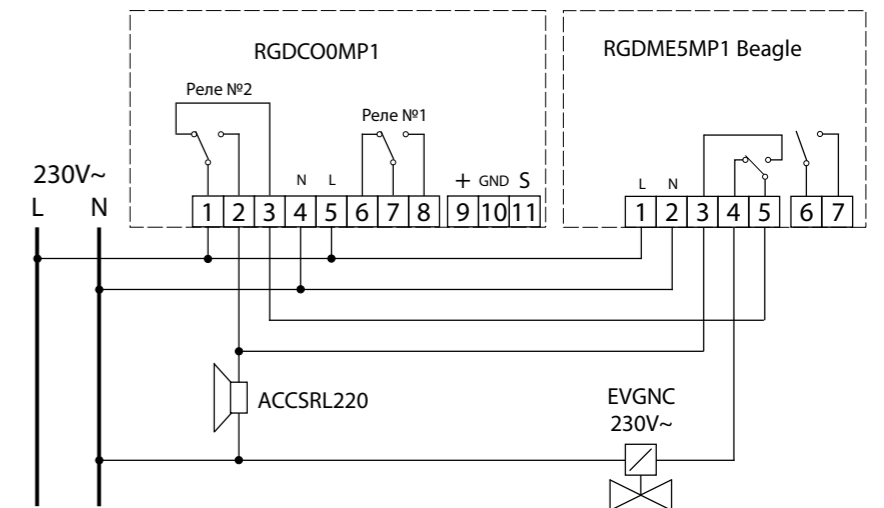 RGDCO0MP1
RGDME5MP1 Beagle
Реле №2
Реле №1
230V~
L N
N L + GND S
1 2 3 4 5 6 7 8 9 10 11
L N
1 2 3 4 5 6 7
ACCSRL220
EVGNC
230V~